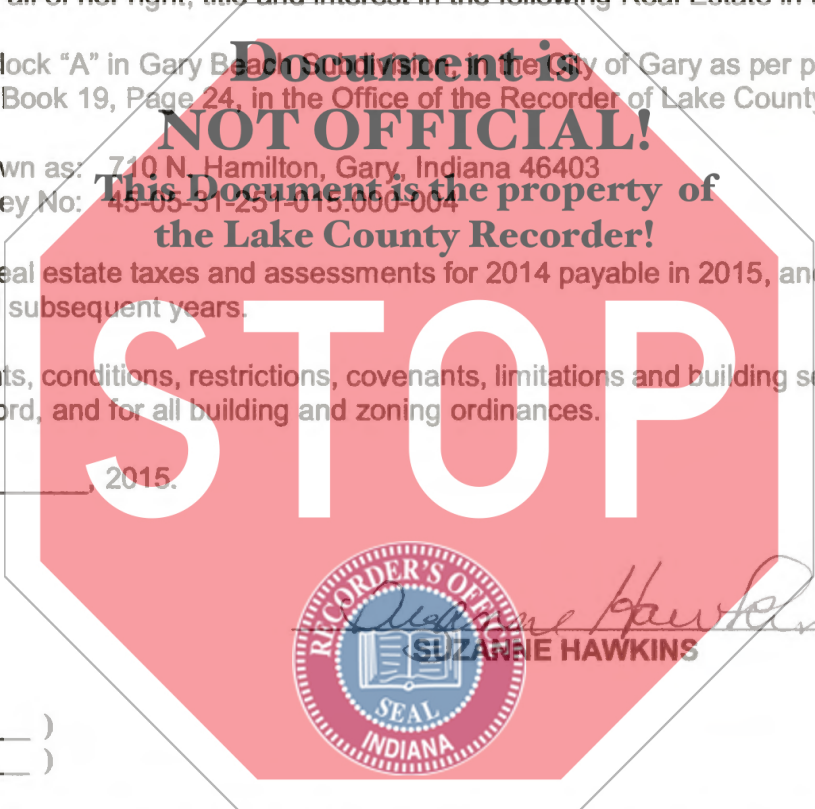 all of her right, title and interest in the following Real Estate in
Document is
lock “A” in Gary Beach Subdivision, in the City of Gary as per p
Book 19, Page 24, in the Office of the Recorder of Lake County
NOT OFFICIAL!
wn as: 710 N. Hamilton, Gary, Indiana 46403
This Document is the property of
ey No: 45-05-31-251-015.000-004
the Lake County Recorder!
eal estate taxes and assessments for 2014 payable in 2015, and
subsequent years.
STOP
ts, conditions, restrictions, covenants, limitations and building se
ord, and for all building and zoning ordinances.
, 2015.
RECORDER'S OFFICE
Suzanne Hawkins
SUZANNE HAWKINS
SEAL
INDIANA
)
)